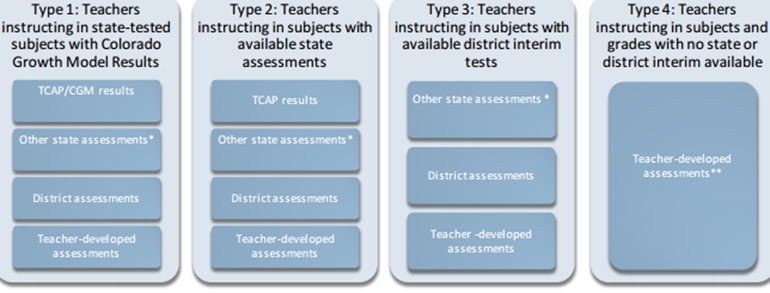 Type 1: Teachers
instructing in state-tested
subjects with Colorado
Growth Model Results
TCAP/CGM results
Other state assessments*
District assessments
Teacher-developed
assessments
Type 2: Teachers
instructing in subjects with
available state
assessments
TCAP results
Other state assessments*
District assessments
Teacher-developed
assessments
Type 3: Teachers
instructing in subjects with
available district interim
tests
Other state assessments *
District assessments
Teacher -developed
assessments
Type 4: Teachers
instructing in subjects and
grades with no state or
district interim available
Teacher-developed
assessments**